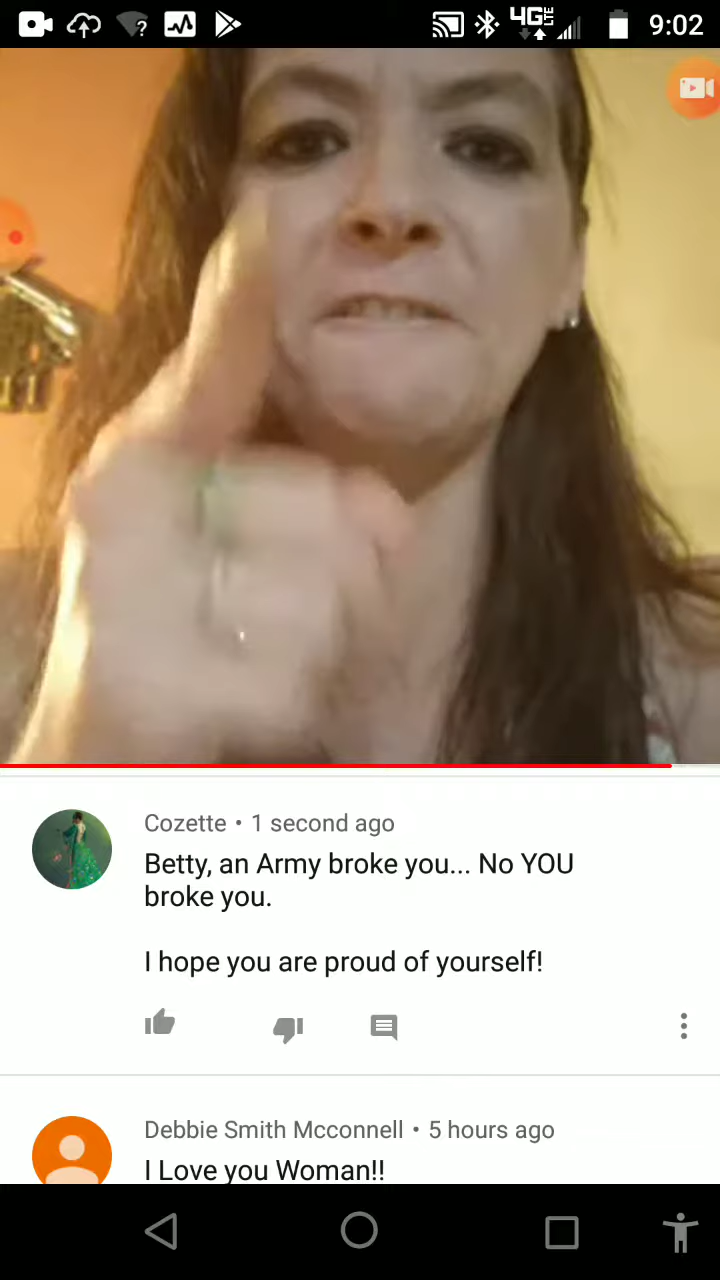 4G LTE 9:02
Cozette • 1 second ago
Betty, an Army broke you... No YOU
broke you.
I hope you are proud of yourself!
Debbie Smith Mcconnell • 5 hours ago
I Love you Woman!!